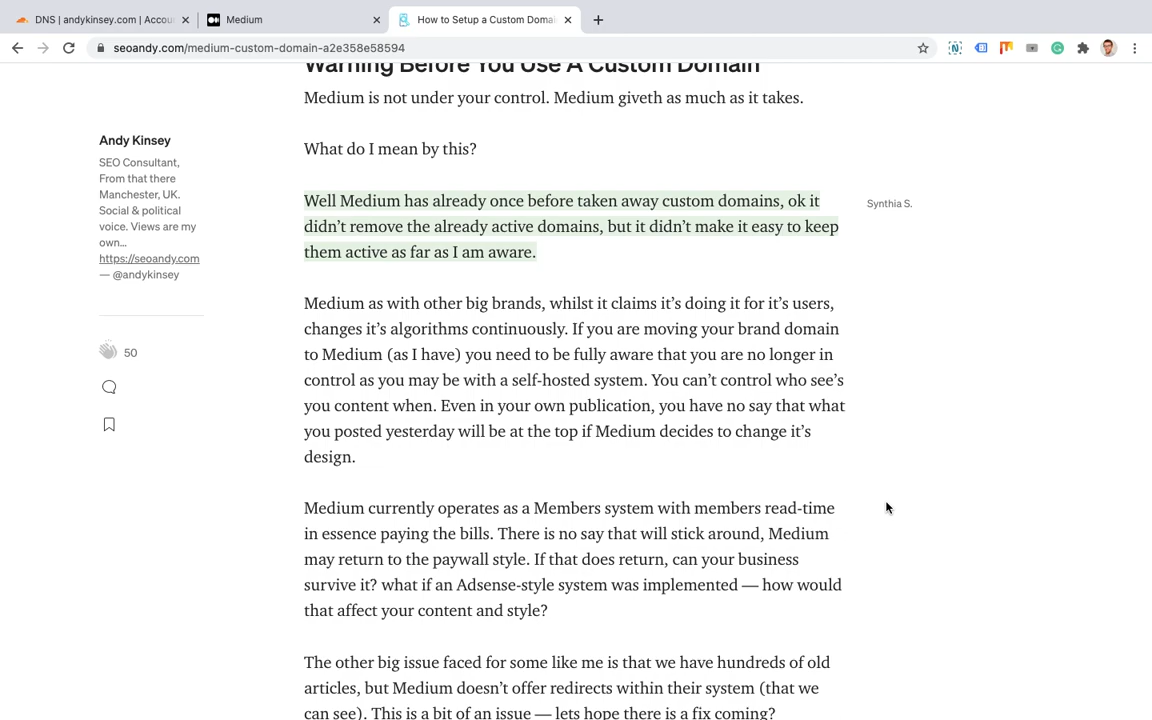 DNS | andykinsey.com | Accou
Medium
How to Setup a Custom Domai
seoandy.com/medium-custom-domain-a2e358e58594
Warning Before You Use A Custom Domain
Medium is not under your control. Medium giveth as much as it takes.
What do I mean by this?
Well Medium has already once before taken away custom domains, ok it
didn’t remove the already active domains, but it didn’t make it easy to keep
them active as far as I am aware.
Synthia S.
Andy Kinsey
SEO Consultant,
From that there
Manchester, UK.
Social & political
voice. Views are my
own…
https://seoandy.com
— @andykinsey
50
Medium as with other big brands, whilst it claims it’s doing it for it’s users,
changes it’s algorithms continuously. If you are moving your brand domain
to Medium (as I have) you need to be fully aware that you are no longer in
control as you may be with a self-hosted system. You can’t control who see’s
you content when. Even in your own publication, you have no say that what
you posted yesterday will be at the top if Medium decides to change it’s
design.
Medium currently operates as a Members system with members read-time
in essence paying the bills. There is no say that will stick around, Medium
may return to the paywall style. If that does return, can your business
survive it? what if an Adsense-style system was implemented — how would
that affect your content and style?
The other big issue faced for some like me is that we have hundreds of old
articles, but Medium doesn’t offer redirects within their system (that we
can see). This is a bit of an issue — lets hope there is a fix coming?